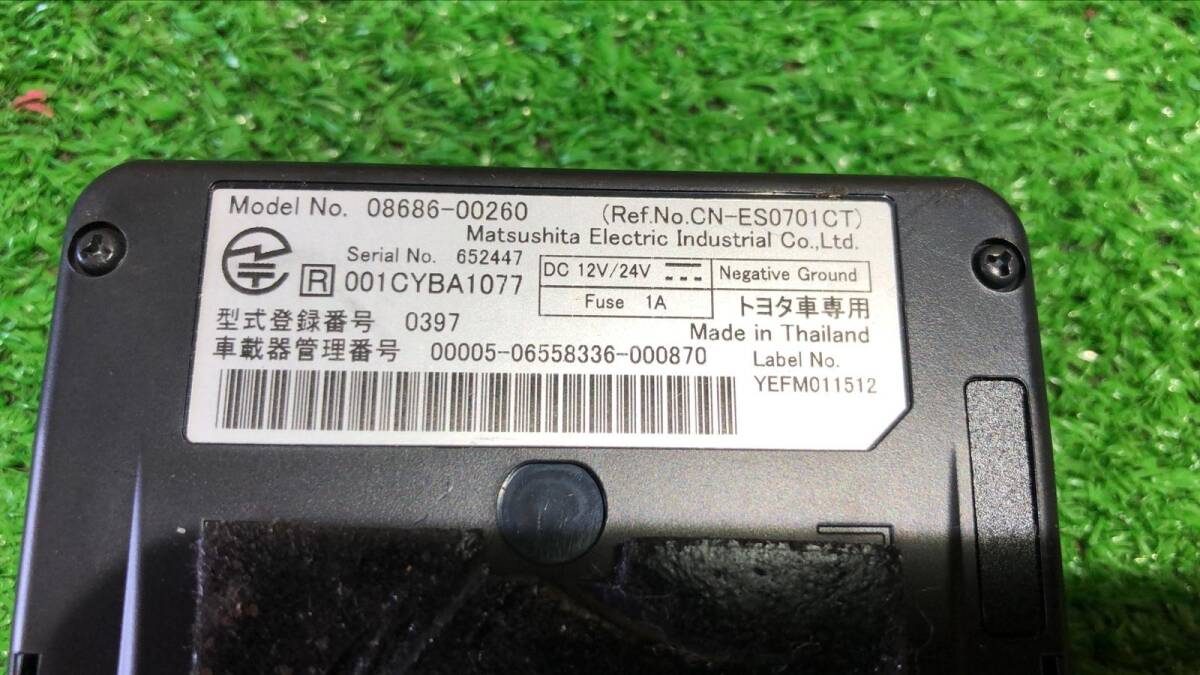 Model No. 08686-00260 (Ref.No.CN-ES0701CT)
Matsushita Electric Industrial Co.,Ltd.
Serial No. 652447
R 001CYBA1077
DC 12V/24V
Negative Ground
Fuse 1A
トヨタ車専用
型式登録番号 0397
Made in Thailand
車載器管理番号 00005-06558336-000870
Label No.
YEFM011512